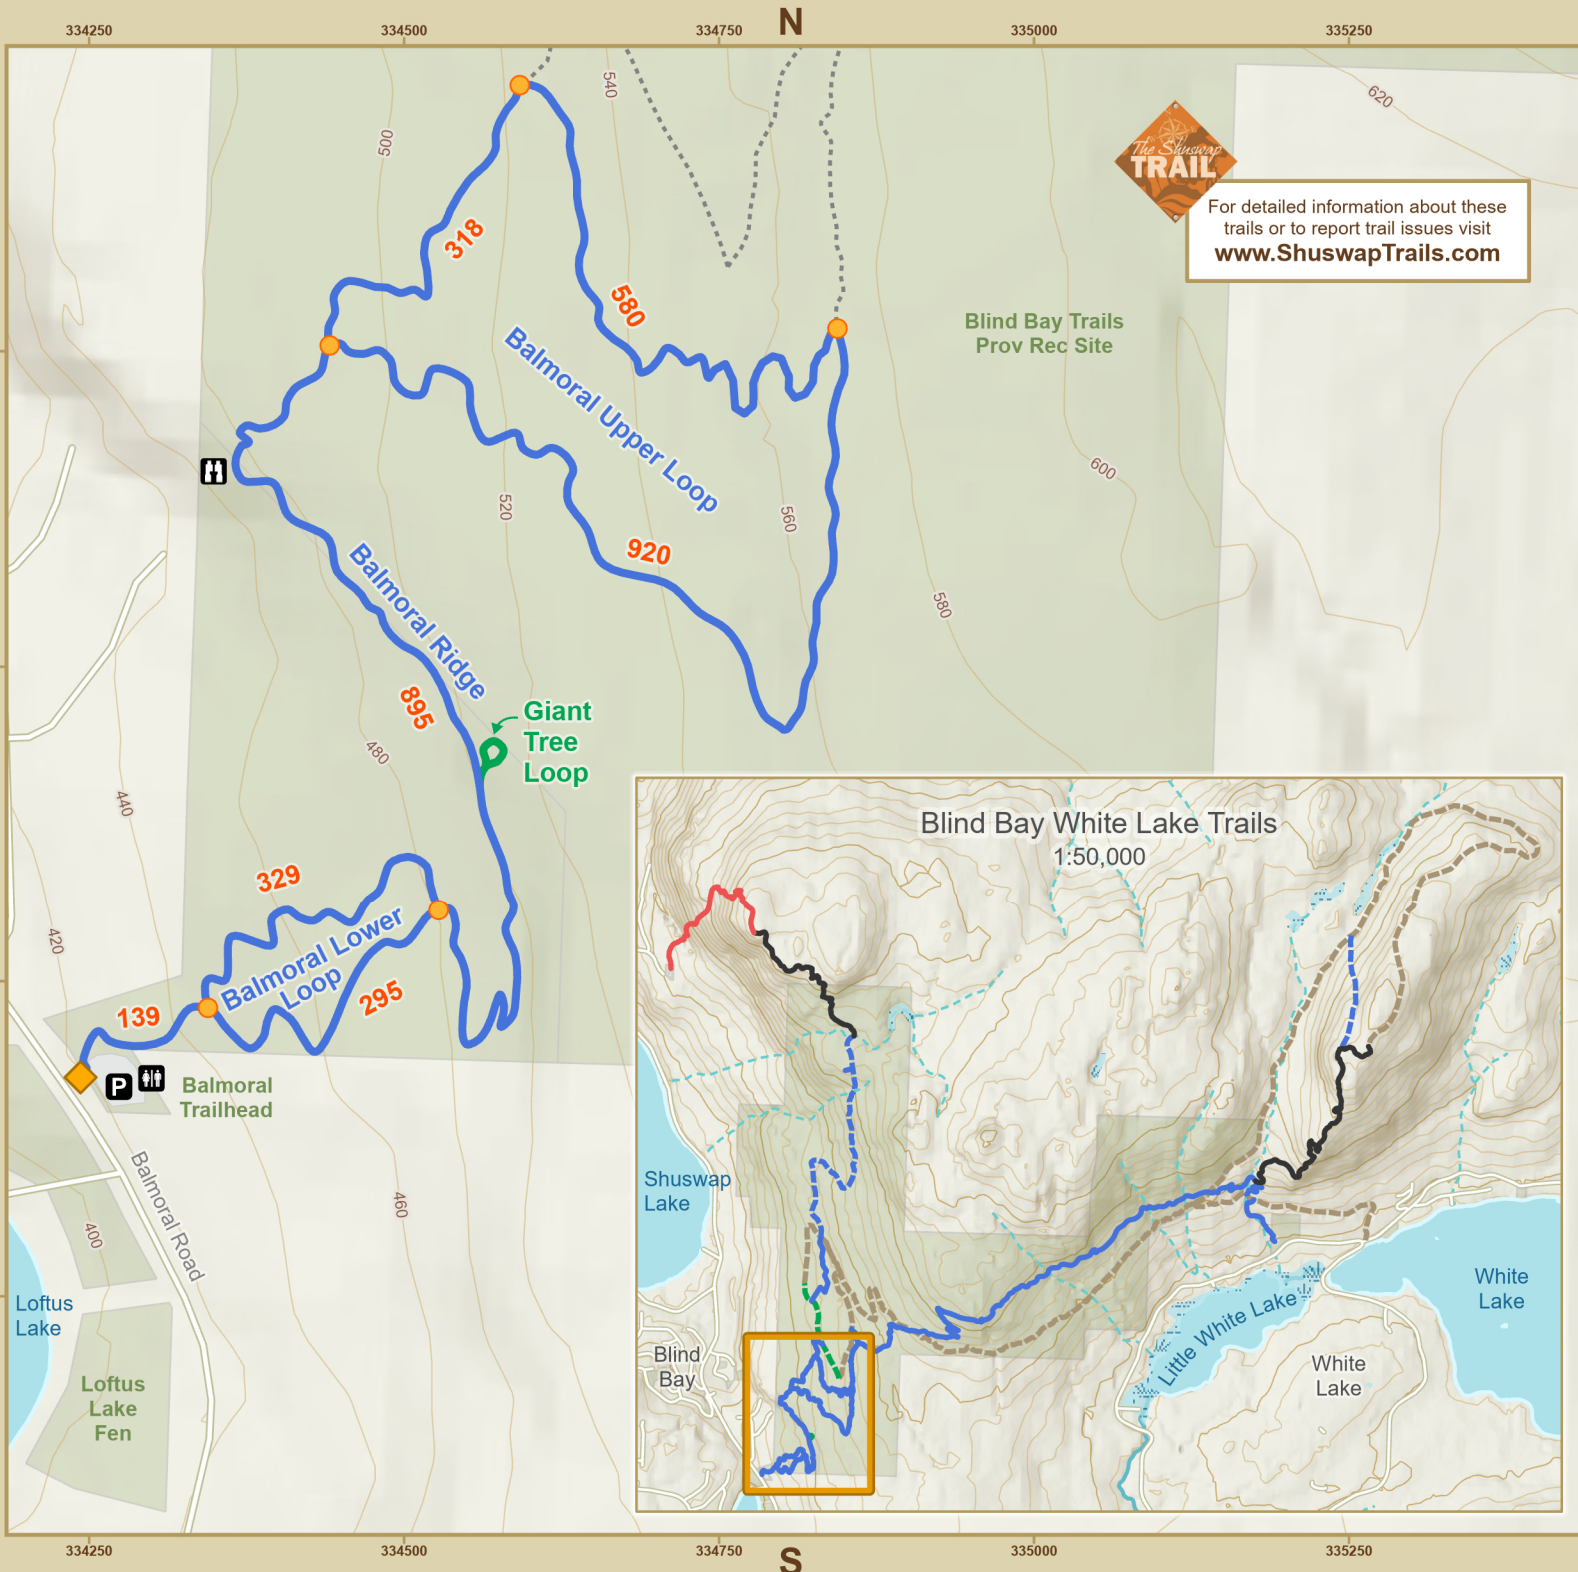 N
334250
334500
334750
335000
335250
540
620
500
The Shuswap
TRAIL
For detailed information about these
trails or to report trail issues visit
www.ShuswapTrails.com
318
580
Blind Bay Trails
Prov Rec Site
Balmoral Upper Loop
600
520
560
920
580
Balmoral Ridge
895
Giant
Tree
Loop
480
440
329
420
Balmoral Lower
Loop
295
139
P
Balmoral
Trailhead
Balmoral Road
460
400
Loftus
Lake
Loftus
Lake
Fen
Blind Bay White Lake Trails
1:50,000
Shuswap
Lake
Blind
Bay
Little White Lake
White
Lake
White
Lake
334250
334500
334750
335000
335250
S